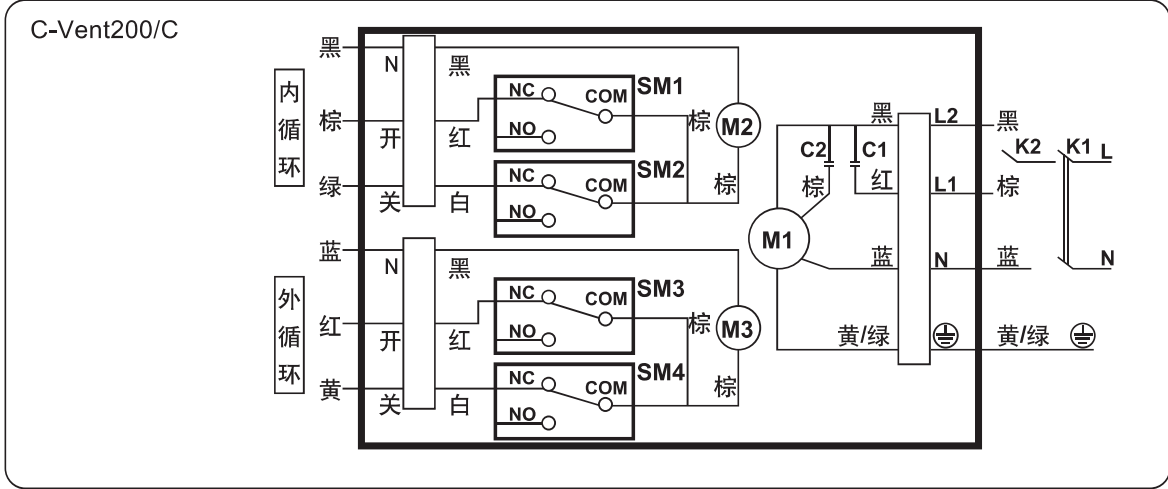 C-Vent200/C
内循环
黑
棕
绿
N
开
关
黑
红
白
NC
COM
NO
SM1
NC
COM
NO
SM2
棕
M2
棕
外循环
蓝
红
黄
N
开
关
黑
红
白
NC
COM
NO
SM3
NC
COM
NO
SM4
棕
M3
棕
M1
C2
C1
棕
黑
红
蓝
黄/绿
L2
L1
N
黑
棕
蓝
黄/绿
K2
K1
L
N